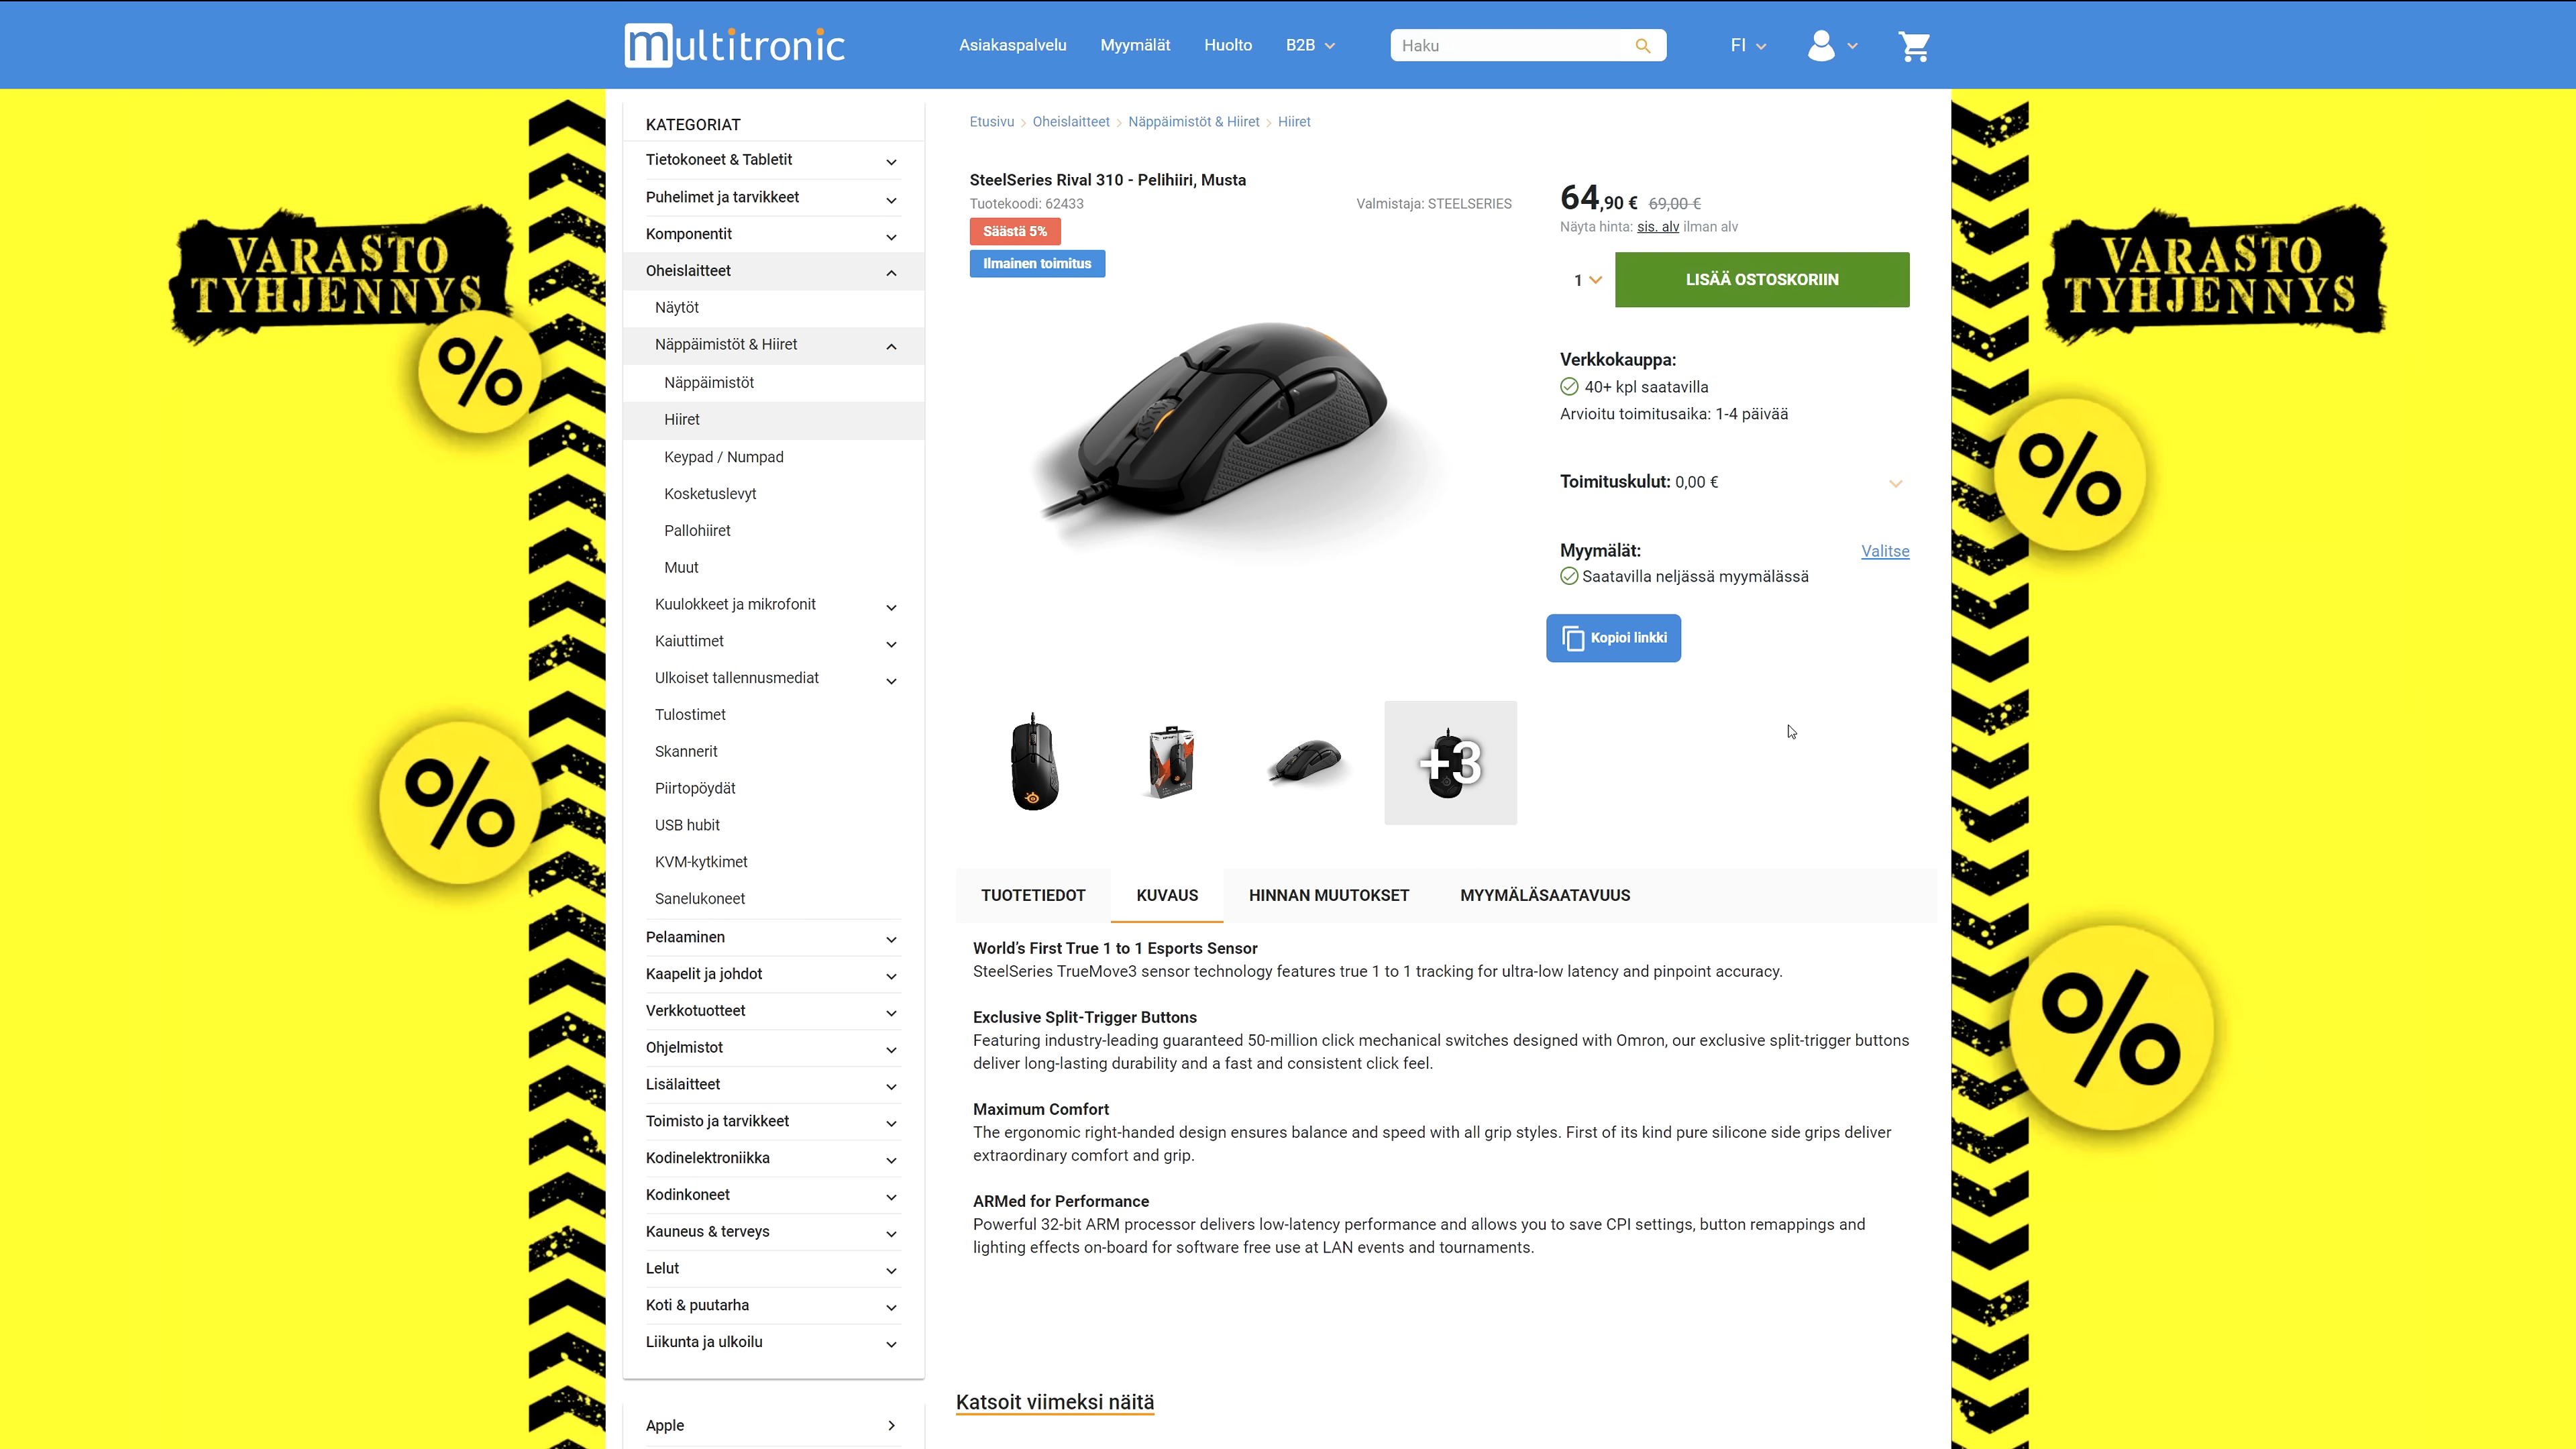 multitronic
Asiakaspalvelu
Myymälät
Huolto
B2B
Haku
FI
VARASTO
TYHJENNYS
%
%
KATEGORIAT
Tietokoneet & Tabletit
Puhelimet ja tarvikkeet
Komponentit
Oheislaitteet
Näytöt
Näppäimistöt & Hiiret
Näppäimistöt
Hiiret
Keypad / Numpad
Kosketuslevyt
Pallohiiret
Muut
Kuulokkeet ja mikrofonit
Kaiuttimet
Ulkoiset tallennusmediat
Tulostimet
Skannerit
Piirtopöydät
USB hubit
KVM-kytkimet
Sanelukoneet
Pelaaminen
Kaapelit ja johdot
Verkkotuotteet
Ohjelmistot
Lisälaitteet
Toimisto ja tarvikkeet
Kodinelektroniikka
Kodinkoneet
Kauneus & terveys
Lelut
Koti & puutarha
Liikunta ja ulkoilu
Apple
Etusivu > Oheislaitteet > Näppäimistöt & Hiiret > Hiiret
SteelSeries Rival 310 - Pelihiiri, Musta
Tuotekoodi: 62433
Valmistaja: STEELSERIES
Säästä 5%
Ilmainen toimitus
+3
64,90 € 69,00 €
Näytä hinta: sis. alv ilman alv
1
LISÄÄ OSTOSKORIIN
Verkkokauppa:
40+ kpl saatavilla
Arvioitu toimitusaika: 1-4 päivää
Toimituskulut: 0,00 €
Myymälät:
Valitse
Saatavilla neljässä myymälässä
Kopioi linkki
TUOTETIEDOT
KUVAUS
HINNAN MUUTOKSET
MYYMÄLÄSAATAVUUS
World’s First True 1 to 1 Esports Sensor
SteelSeries TrueMove3 sensor technology features true 1 to 1 tracking for ultra-low latency and pinpoint accuracy.
Exclusive Split-Trigger Buttons
Featuring industry-leading guaranteed 50-million click mechanical switches designed with Omron, our exclusive split-trigger buttons
deliver long-lasting durability and a fast and consistent click feel.
Maximum Comfort
The ergonomic right-handed design ensures balance and speed with all grip styles. First of its kind pure silicone side grips deliver
extraordinary comfort and grip.
ARMed for Performance
Powerful 32-bit ARM processor delivers low-latency performance and allows you to save CPI settings, button remappings and
lighting effects on-board for software free use at LAN events and tournaments.
Katsoit viimeksi näitä
VARASTO
TYHJENNYS
%
%